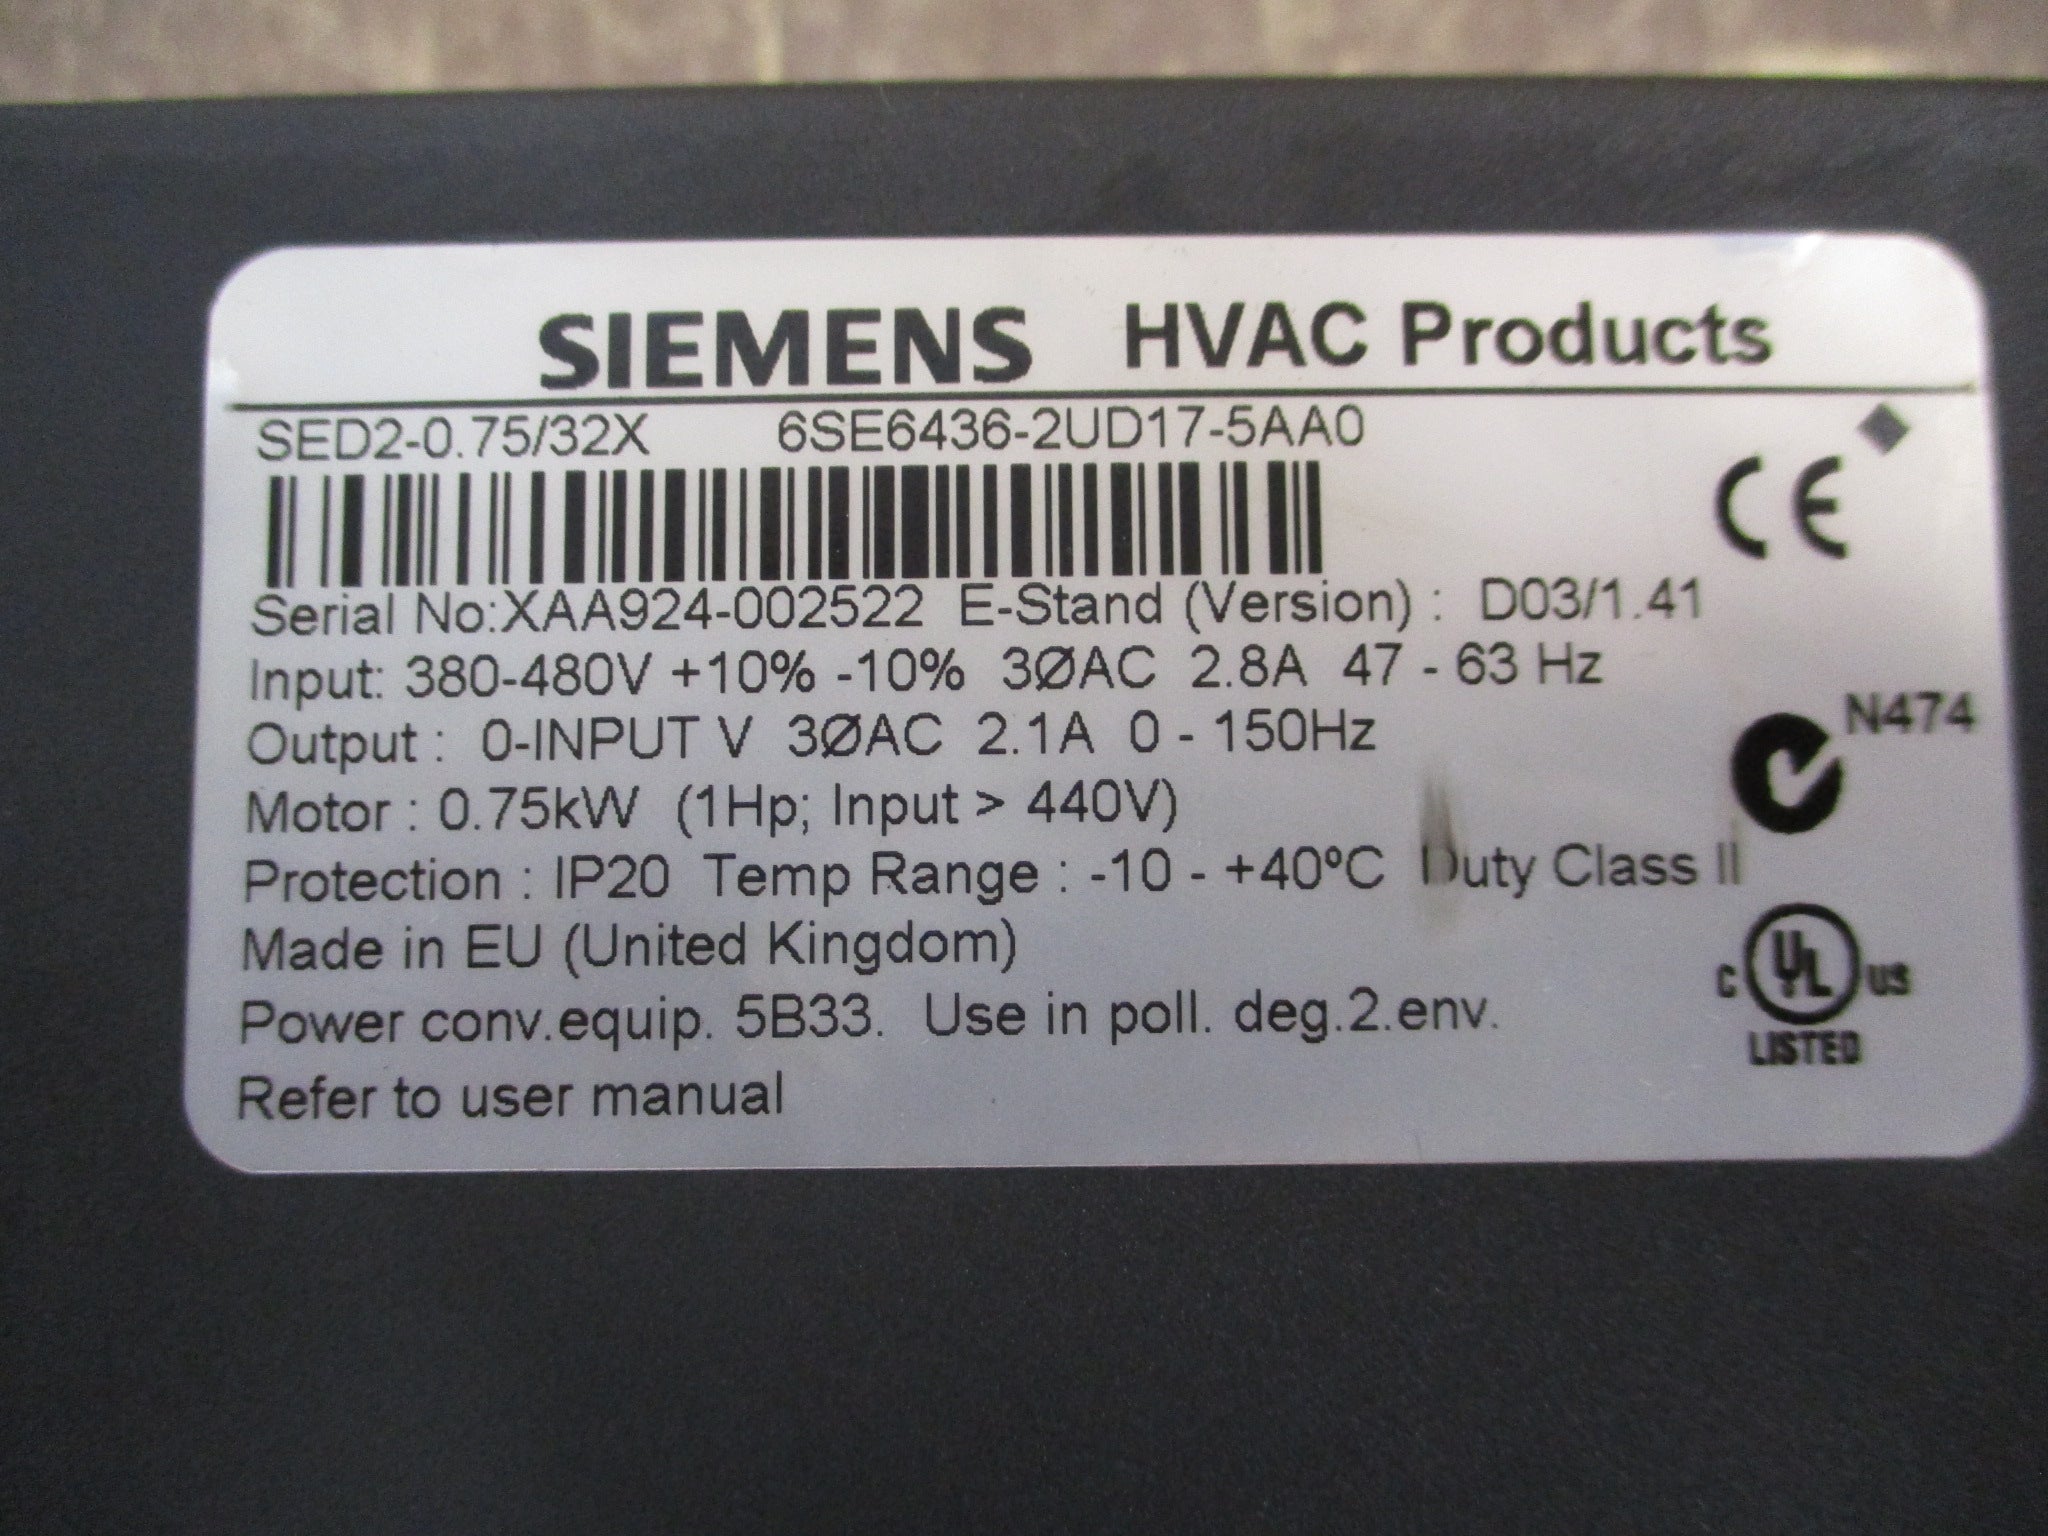 SIEMENS HVAC Products
SED2-0.75/32X 6SE6436-2UD17-5AA0
CE
Serial No:XAA924-002522 E-Stand (Version) : D03/1.41
Input: 380-480V +10% -10% 3ØAC 2.8A 47 - 63 Hz
N474
Output : 0-INPUT V 3ØAC 2.1A 0 - 150Hz
Motor : 0.75kW (1Hp; Input > 440V)
Protection : IP20 Temp Range : -10 - +40ºC Duty Class II
Made in EU (United Kingdom)
C UL US
Power conv.equip. 5B33. Use in poll. deg.2.env.
LISTED
Refer to user manual